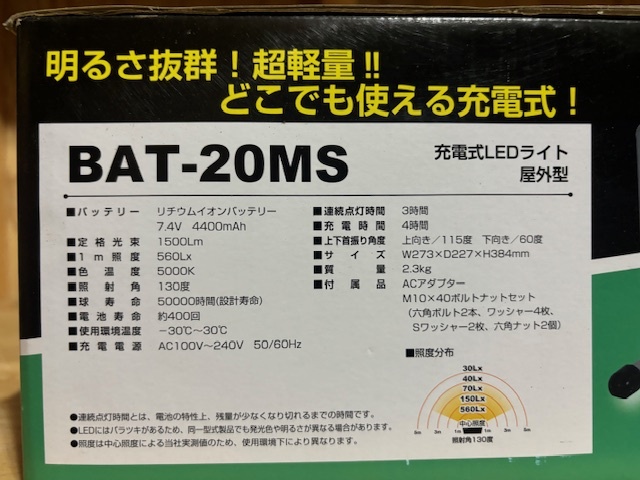 明るさ抜群！超軽量!!
どこでも使える充電式！
BAT-20MS
充電式LEDライト
屋外型
■バッテリー リチウムイオンバッテリー
7.4V 4400mAh
■定格光束 1500Lm
■1m照度 560Lx
■色温度 5000K
■照射角 130度
■球寿命 50000時間(設計寿命)
■電池寿命 約400回
■使用環境温度 －30℃～30℃
■充電電源 AC100V～240V 50/60Hz
■連続点灯時間 3時間
■充電時間 4時間
■上下首振り角度 上向き／115度 下向き／60度
■サイズ W273×D227×H384mm
■質量 2.3kg
■付属品 ACアダプター
M10×40ボルトナットセット
(六角ボルト2本、ワッシャー4枚、
Sワッシャー2枚、六角ナット2個)
■照度分布
30Lx
40Lx
70Lx
150Lx
560Lx
中心照度
5m 3m 1m 1m 3m 5m
照射角130度
●連続点灯時間とは、電池の特性上、残量が少なくなり切れるまでの時間です。
●LEDにはバラツキがあるため、同一型式製品でも発光色や明るさが異なる場合があります。
●照度は中心照度による当社実測値のため、使用環境下により異なります。